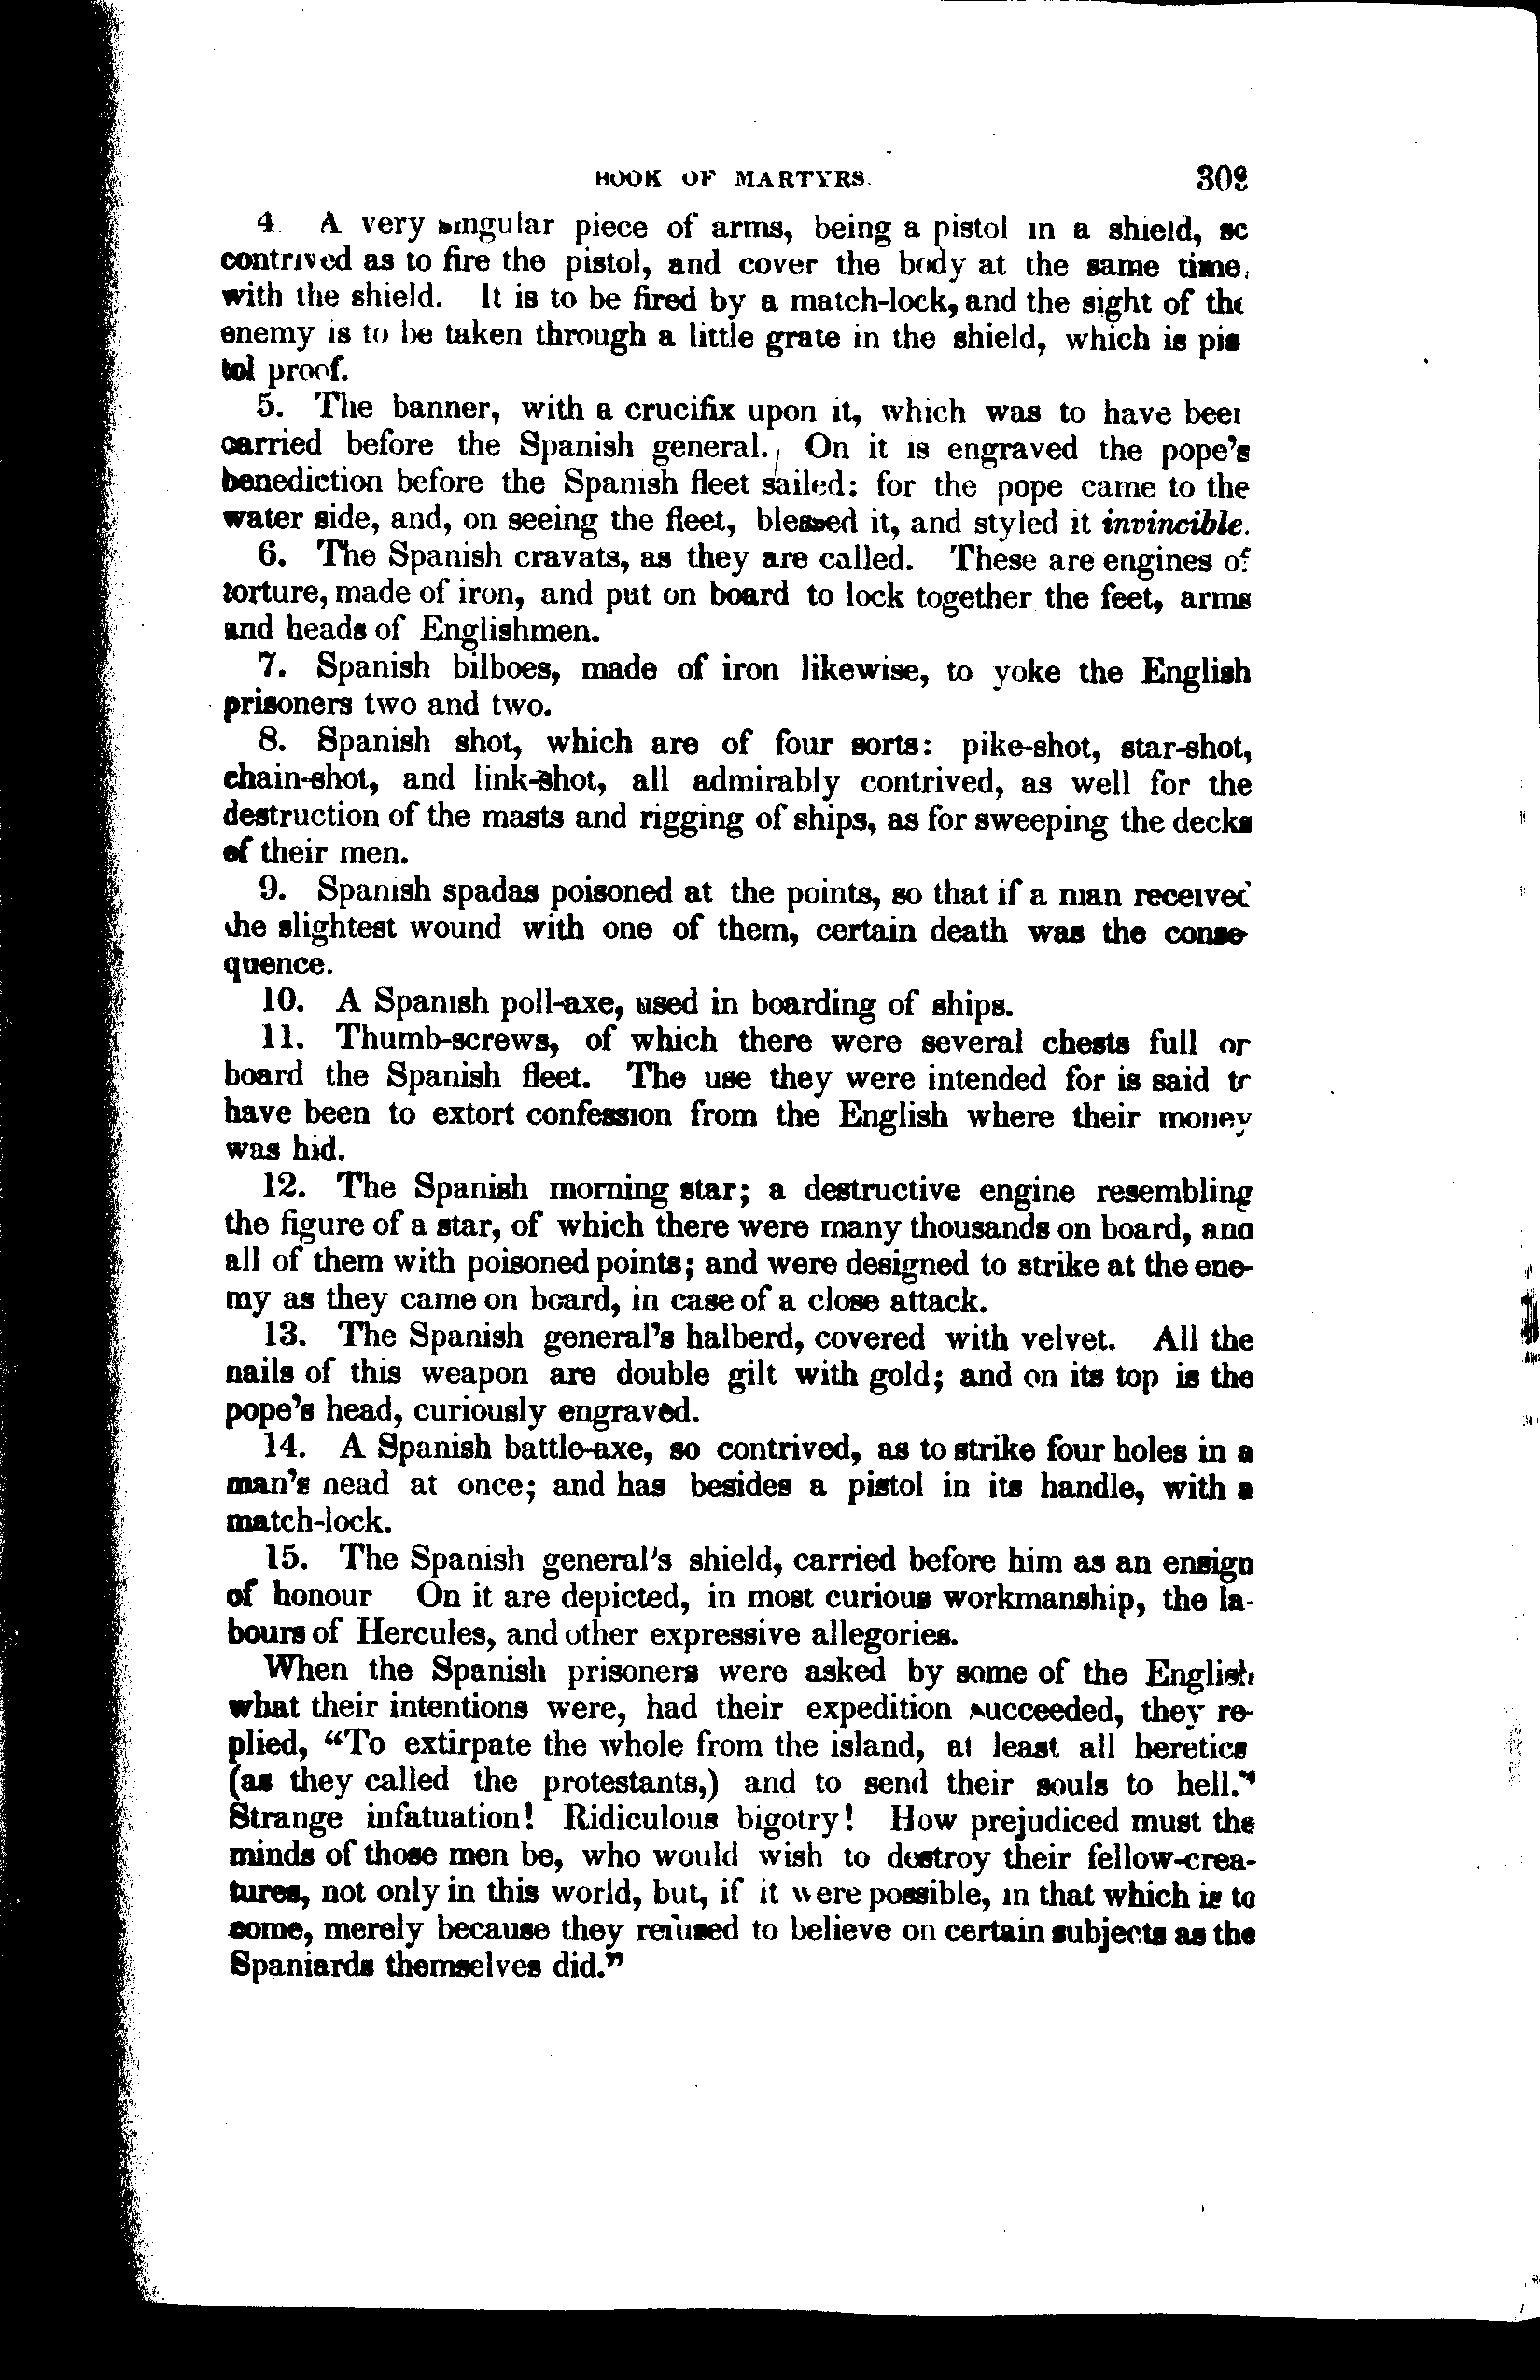 BOOK OF MARTYRS.
4. A very singular piece of arms, being a pistol in a shield, so
contrived as to fire the pistol, and cover the body at the same time,
with the shield. It is to be fired by a match-lock, and the sight of the
enemy is to be taken through a little grate in the shield, which is pis
tol proof.
5. The banner, with a crucifix upon it, which was to have been
carried before the Spanish general. On it is engraved the pope's
benediction before the Spanish fleet sailed: for the pope came to the
water side, and, on seeing the fleet, blessed it, and styled it invincible.
6. The Spanish cravats, as they are called. These are engines of
torture, made of iron, and put on board to lock together the feet, arms
and heads of Englishmen.
7. Spanish bilboes, made of iron likewise, to yoke the English
prisoners two and two.
8. Spanish shot, which are of four sorts: pike-shot, star-shot,
chain-shot, and link-shot, all admirably contrived, as well for the
destruction of the masts and rigging of ships, as for sweeping the decks
of their men.
9. Spanish spadas poisoned at the points, so that if a man received
the slightest wound with one of them, certain death was the conse-
quence.
10. A Spanish poll-axe, used in boarding of ships.
11. Thumb-screws, of which there were several chests full on
board the Spanish fleet. The use they were intended for is said to
have been to extort confession from the English where their money
was hid.
12. The Spanish morning star; a destructive engine resembling
the figure of a star, of which there were many thousands on board, and
all of them with poisoned points; and were designed to strike at the ene-
my as they came on board, in case of a close attack.
13. The Spanish general's halberd, covered with velvet. All the
nails of this weapon are double gilt with gold; and on its top is the
pope's head, curiously engraved.
14. A Spanish battle-axe, so contrived, as to strike four holes in a
man's head at once; and has besides a pistol in its handle, with a
match-lock.
15. The Spanish general's shield, carried before him as an ensign
of honour On it are depicted, in most curious workmanship, the la-
bours of Hercules, and other expressive allegories.
When the Spanish prisoners were asked by some of the English
what their intentions were, had their expedition succeeded, they re-
plied, "To extirpate the whole from the island, at least all heretics
(as they called the protestants,) and to send their souls to hell."
Strange infatuation! Ridiculous bigotry! How prejudiced must the
minds of those men be, who would wish to destroy their fellow-crea-
tures, not only in this world, but, if it were possible, in that which is to
come, merely because they refused to believe on certain subjects as the
Spaniards themselves did."